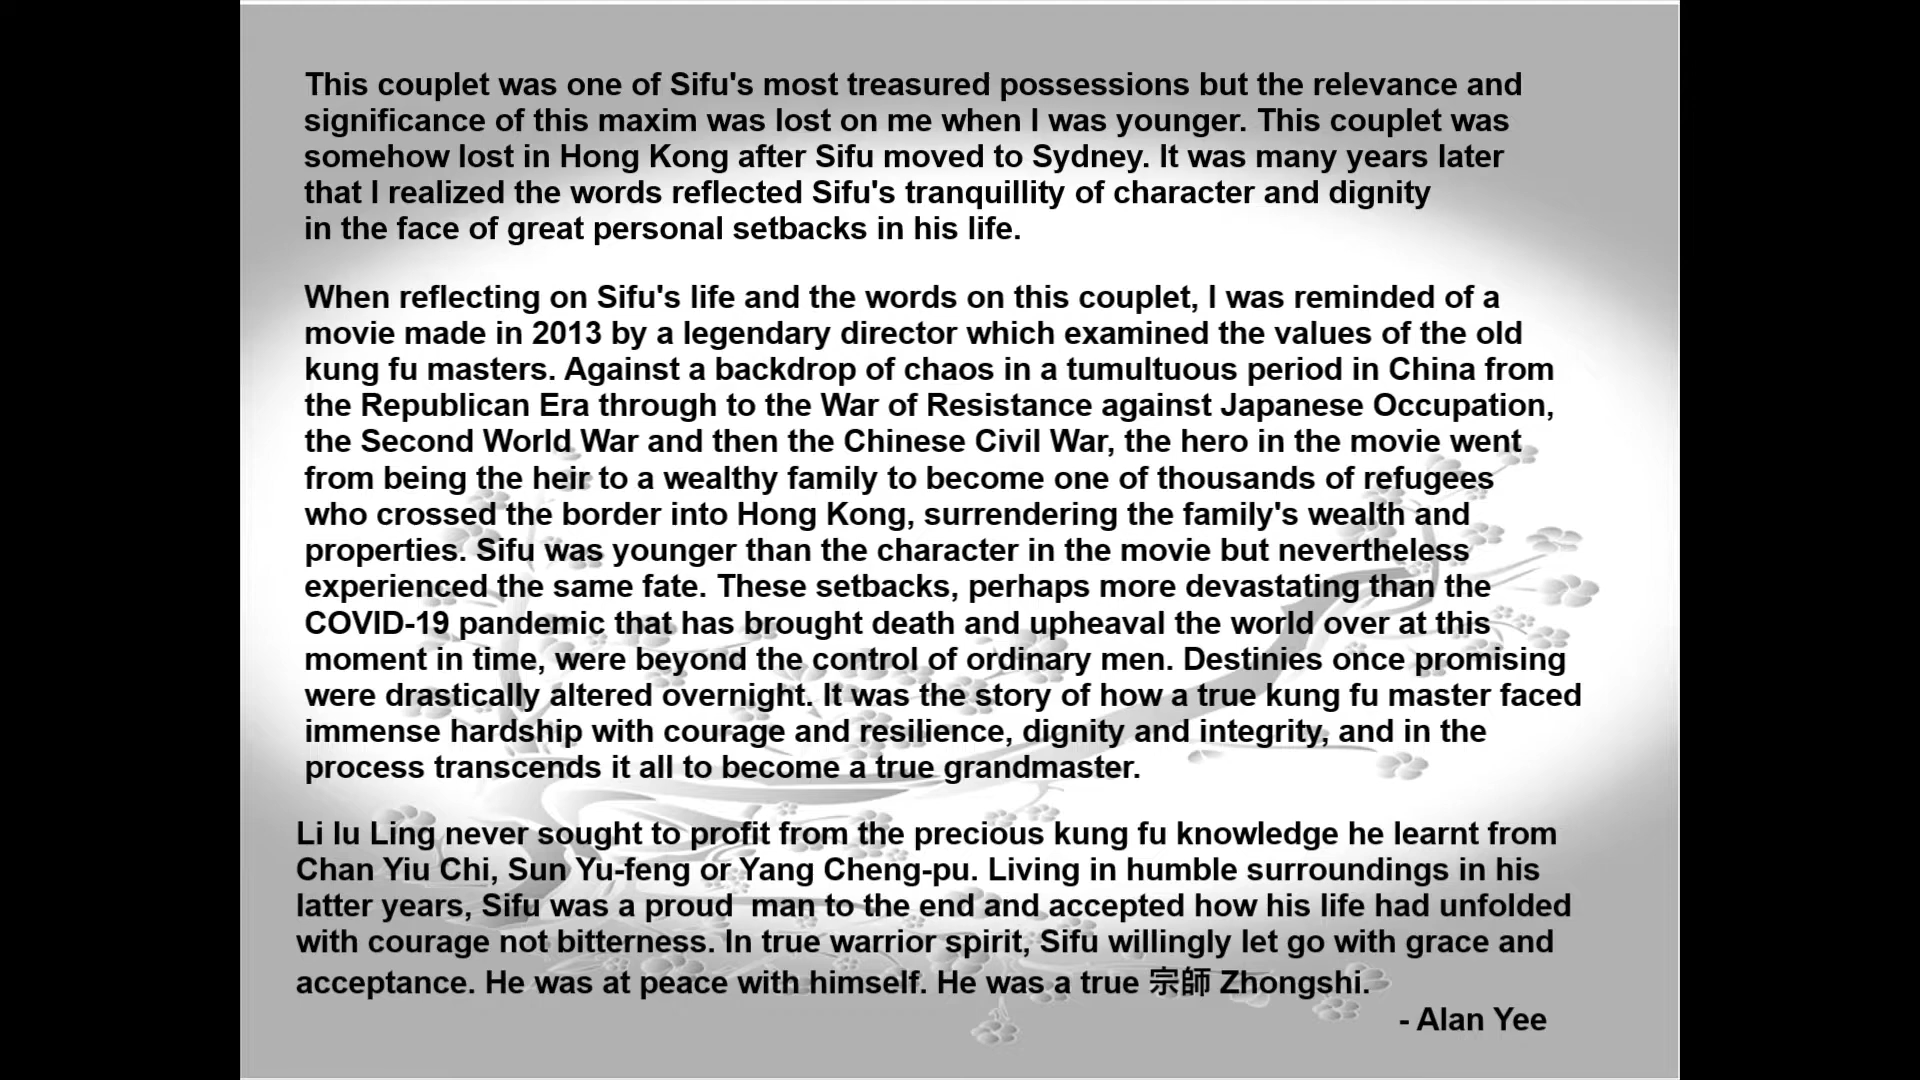 This couplet was one of Sifu's most treasured possessions but the relevance and
significance of this maxim was lost on me when I was younger. This couplet was
somehow lost in Hong Kong after Sifu moved to Sydney. It was many years later
that I realized the words reflected Sifu's tranquillity of character and dignity
in the face of great personal setbacks in his life.
When reflecting on Sifu's life and the words on this couplet, I was reminded of a
movie made in 2013 by a legendary director which examined the values of the old
kung fu masters. Against a backdrop of chaos in a tumultuous period in China from
the Republican Era through to the War of Resistance against Japanese Occupation,
the Second World War and then the Chinese Civil War, the hero in the movie went
from being the heir to a wealthy family to become one of thousands of refugees
who crossed the border into Hong Kong, surrendering the family's wealth and
properties. Sifu was younger than the character in the movie but nevertheless
experienced the same fate. These setbacks, perhaps more devastating than the
COVID-19 pandemic that has brought death and upheaval the world over at this
moment in time, were beyond the control of ordinary men. Destinies once promising
were drastically altered overnight. It was the story of how a true kung fu master faced
immense hardship with courage and resilience, dignity and integrity, and in the
process transcends it all to become a true grandmaster.
Li Iu Ling never sought to profit from the precious kung fu knowledge he learnt from
Chan Yiu Chi, Sun Yu-feng or Yang Cheng-pu. Living in humble surroundings in his
latter years, Sifu was a proud  man to the end and accepted how his life had unfolded
with courage not bitterness. In true warrior spirit, Sifu willingly let go with grace and
acceptance. He was at peace with himself. He was a true 宗師 Zhongshi.
- Alan Yee